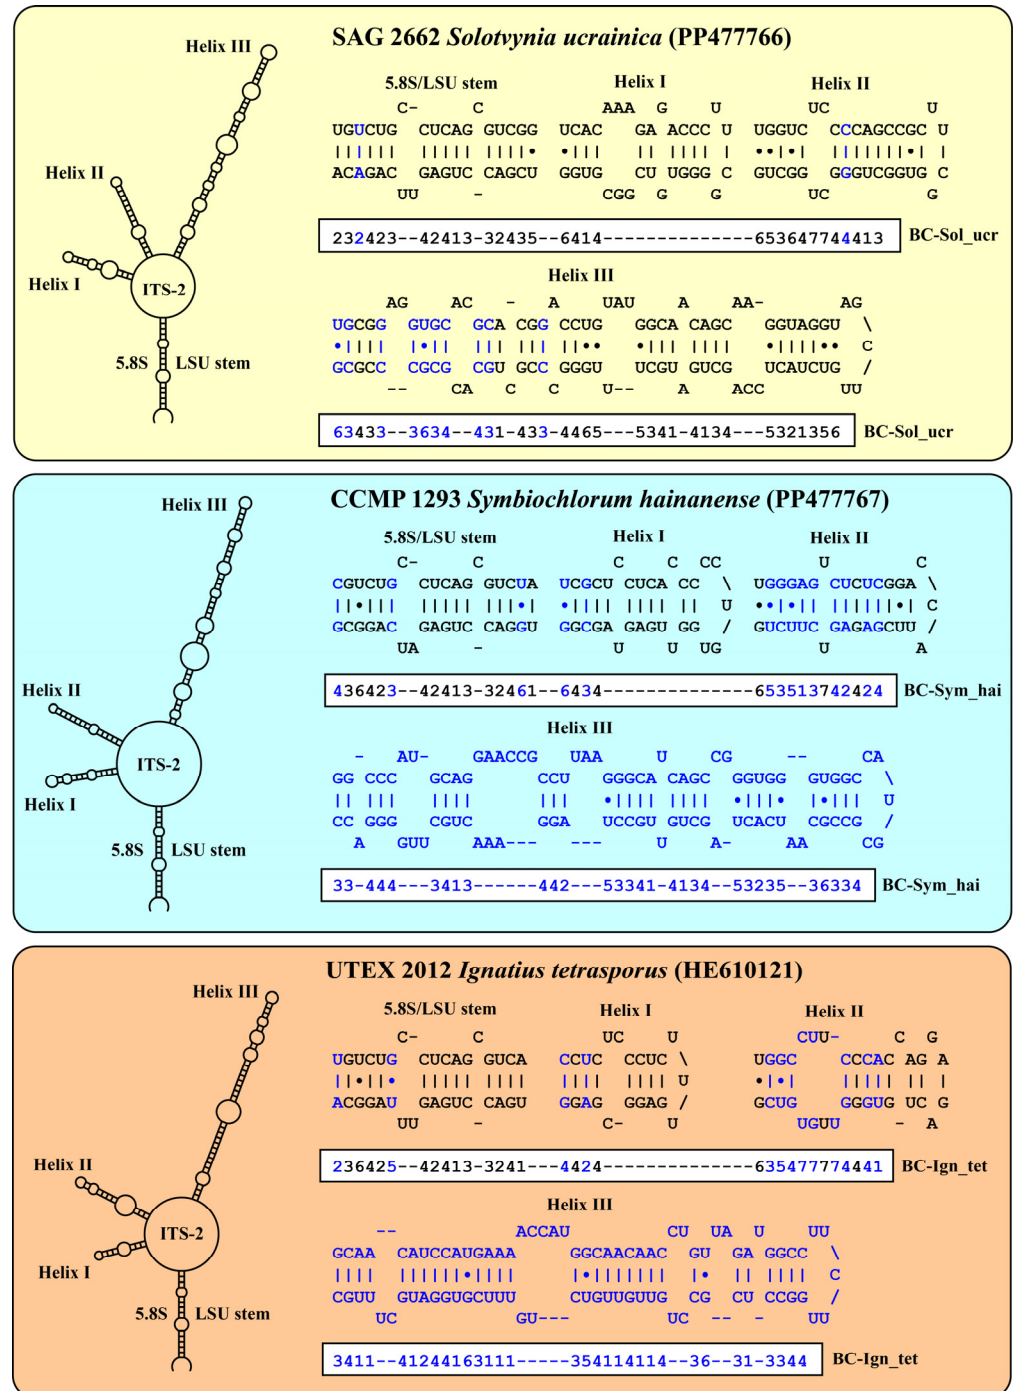 SAG 2662 Solotvynia ucrainica (PP477766)
Helix III
Helix II
Helix I
ITS-2
5.8S LSU stem
5.8S/LSU stem Helix I Helix II
C- C AAA G U UC U
UGUCUG CUCAG GUCGG UCAC GA ACCC U UGGUC CCCAGCCGC U
||||| ||||| ||||• •||| || |||| | ••|•| |||||||•| |
ACAGAC GAGUC CAGCU GGUG CU UGGG C GUCGG GGGUCGGUG C
UU - CGG G G UC G
232423--42413-32435--6414--------------653647744413 BC-Sol_ucr
Helix III
AG AC - A UAU A AA- AG
UGCGG GUGC GCA CGG CCUG GGCA CAGC GGUAGGU \
•|||| |•|| ||| ||| ||•• •||| |||| •||||•• C
GCGCC CGCG CGU GCC GGGU UCGU GUCG UCAUCUG /
-- CA C C U-- A ACC UU
63433--3634--431-433-4465---5341-4134---5321356 BC-Sol_ucr
CCMP 1293 Symbiochlorum hainanense (PP477767)
Helix III
Helix II
Helix I
ITS-2
5.8S LSU stem
5.8S/LSU stem Helix I Helix II
C- C C C CC \ U C
CGUCUG CUCAG GUCUA UCGCU CUCA CC \ UGGGAG CUCUCGGA \
||•||| ||||| |||•| •|||| |||| || U ••|•|| ||||||•| C
GCGGAC GAGUC CAGGU GGCGA GAGU GG / GUCUUC GAGAGCUU /
UA - U U UG U A
436423--42413-32461--6434--------------653513742424 BC-Sym_hai
Helix III
- AU- GAACCG UAA U CG -- CA
GG CCC GCAG CCU GGGCA CAGC GGUGG GUGGC \
|| ||| |||| ||| •|||| |||| •|||• |•||| U
CC GGG CGUC GGA UCCGU GUCG UCACU CGCCG /
A GUU AAA--- --- U A- AA CG
33-444---3413------442---53341-4134--53235--36334 BC-Sym_hai
UTEX 2012 Ignatius tetrasporus (HE610121)
Helix III
Helix II
Helix I
ITS-2
5.8S LSU stem
5.8S/LSU stem Helix I Helix II
C- C UC U CUU- C G
UGUCUG CUCAG GUCA CCUC CCUC \ UGGC CCCAC AG A
||•||• ||||| |||| |||| |||| U •|•| ||||| || |
ACGGAU GAGUC CAGU GGAG GGAG / GCUG GGGUG UC G
UU - C- U UGUU - A
236425--42413-3241---4424--------------635477774441 BC-Ign_tet
Helix III
-- ACCAU CU UA U UU
GCAA CAUCCAUGAAA GGCAACAAC GU GA GGCC \
|||| ||||||•|||| |•||||||| |• || |||| C
CGUU GUAGGUGCUUU CUGUUGUUG CG CU CCGG /
UC GU--- UC -- - UU
3411--41244163111-----354114114--36--31-3344 BC-Ign_tet